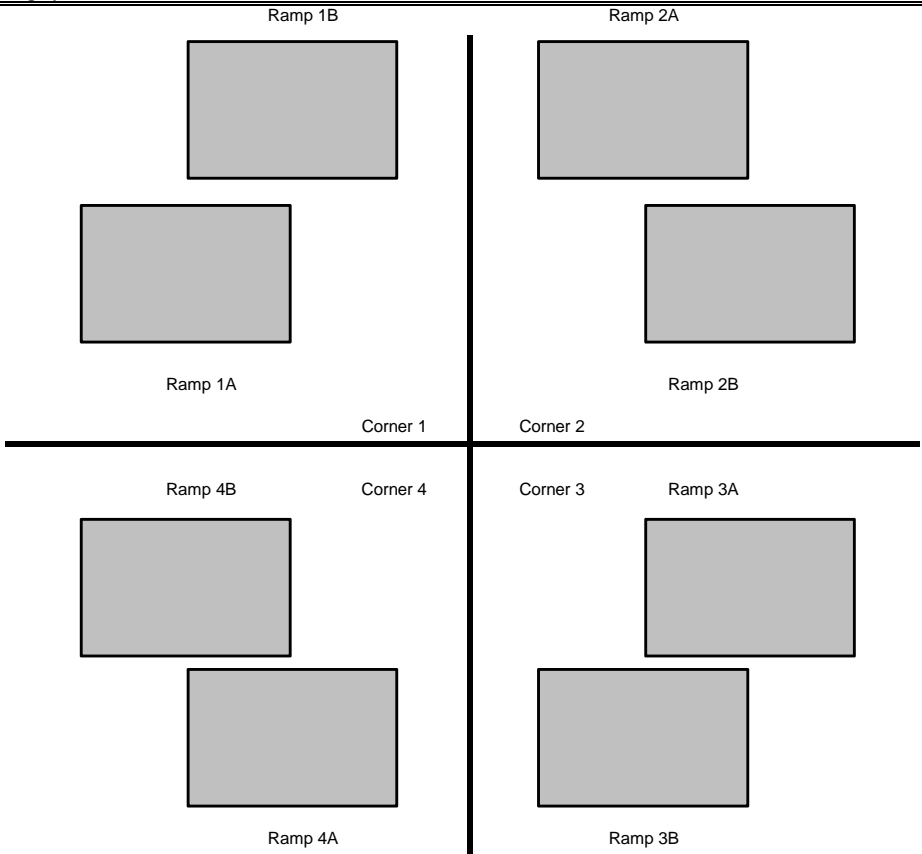 Ramp 1B
Ramp 2A
Ramp 1A
Ramp 2B
Corner 1
Corner 2
Ramp 4B
Corner 4
Corner 3
Ramp 3A
Ramp 4A
Ramp 3B